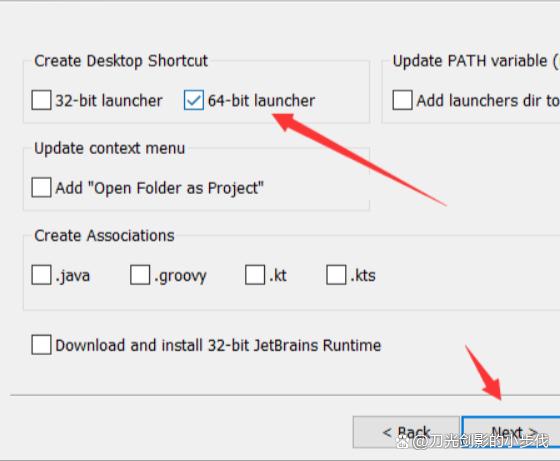 Create Desktop Shortcut
Update PATH variable (
32-bit launcher
64-bit launcher
Add launchers dir to
Update context menu
Add "Open Folder as Project"
Create Associations
.java
.groovy
.kt
.kts
Download and install 32-bit JetBrains Runtime
< Back
Next >
@刀光剑影的小步伐